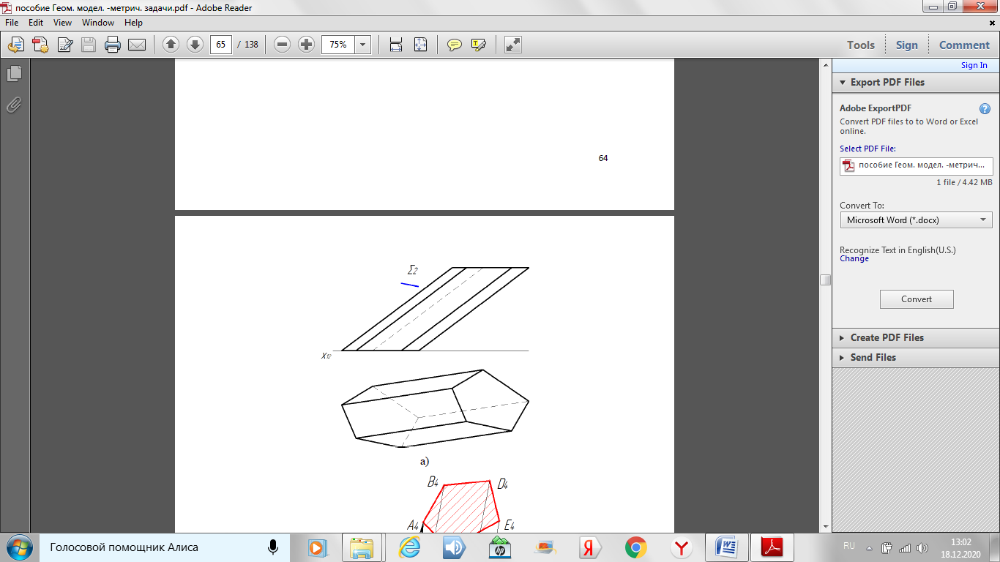 пособие Геом. модел. -метрич. задачи.pdf - Adobe Reader
File Edit View Window Help
65 / 138 75% Tools Sign Comment
Sign In
Export PDF Files
Adobe ExportPDF
Convert PDF files to to Word or Excel
online.
Select PDF File:
пособие Геом. модел. -метрич...
1 file / 4.42 MB
Convert To:
Microsoft Word (*.docx)
Recognize Text in English(U.S.)
Change
Convert
Create PDF Files
Send Files
64
Σ2
X12
а)
B4 D4
A4 E4
Голосовой помощник Алиса
RU
13:02
18.12.2020